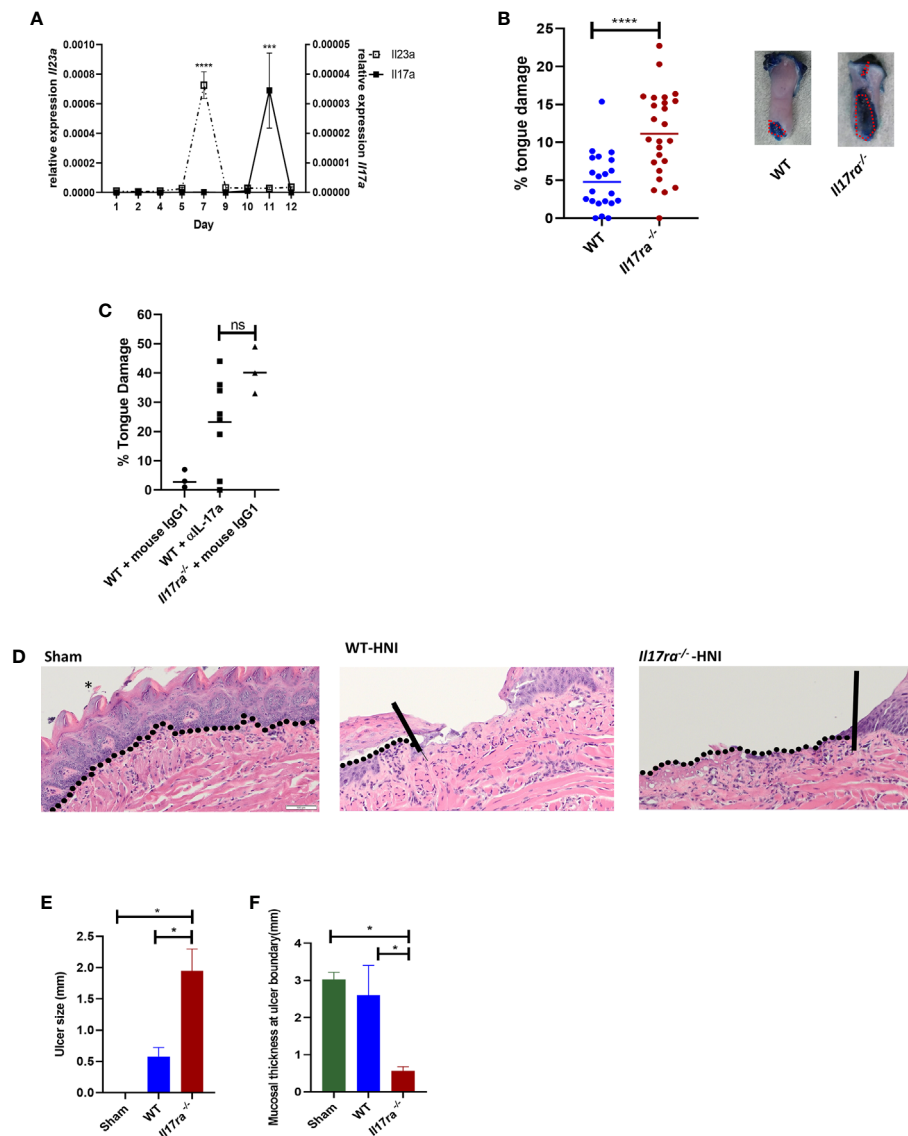 A
relative expression Il23a
0.0010
0.0008
0.0006
0.0004
0.0002
0.0000
****
***
0.00005
0.00004
0.00003
0.00002
0.00001
0.00000
relative expression Il17a
Il23a
Il17a
1 2 4 5 7 9 10 11 12
Day
B
% tongue damage
25
20
15
10
5
0
****
WT
Il17ra -/-
WT
Il17ra-/-
C
% Tongue Damage
60
50
40
30
20
10
0
ns
WT + mouse IgG1
WT + αIL-17a
Il17ra-/- + mouse IgG1
D
Sham
WT-HNI
Il17ra-/- -HNI
*
E
Ulcer size (mm)
2.5
2.0
1.5
1.0
0.5
0.0
*
*
Sham
WT
Il17ra -/-
F
Mucosal thickness at ulcer boundary(mm)
4
3
2
1
0
*
*
Sham
WT
Il17ra -/-